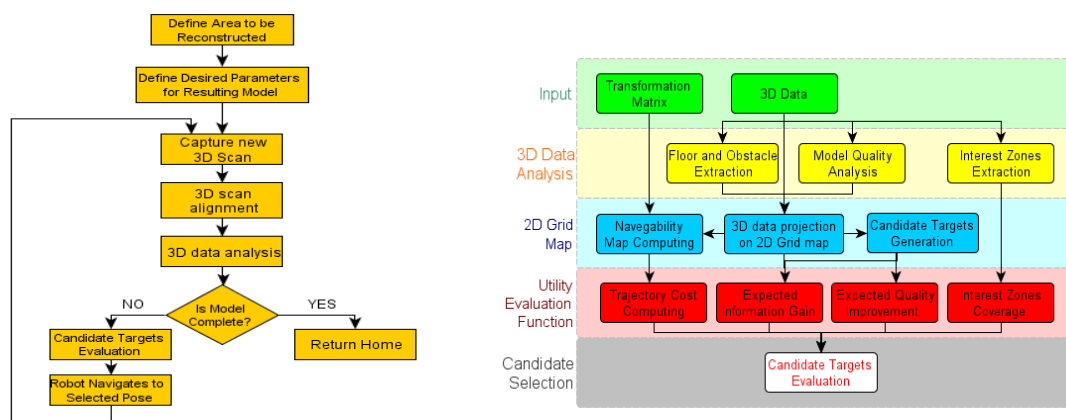 Define Area to be
Reconstructed
Define Desired Parameters
for Resulting Model
Capture new
3D Scan
3D scan
alignment
3D data analysis
NO
YES
Is Model
Complete?
Candidate Targets
Evaluation
Return Home
Robot Navigates to
Selected Pose
Input
Transformation
Matrix
3D Data
3D Data
Analysis
Floor and Obstacle
Extraction
Model Quality
Analysis
Interest Zones
Extraction
2D Grid
Map
Navegability
Map Computing
3D data projection
on 2D Grid map
Candidate Targets
Generation
Utility
Evaluation
Function
Trajectory Cost
Computing
Expected
Information Gain
Expected Quality
Improvement
Interest Zones
Coverage
Candidate
Selection
Candidate Targets
Evaluation